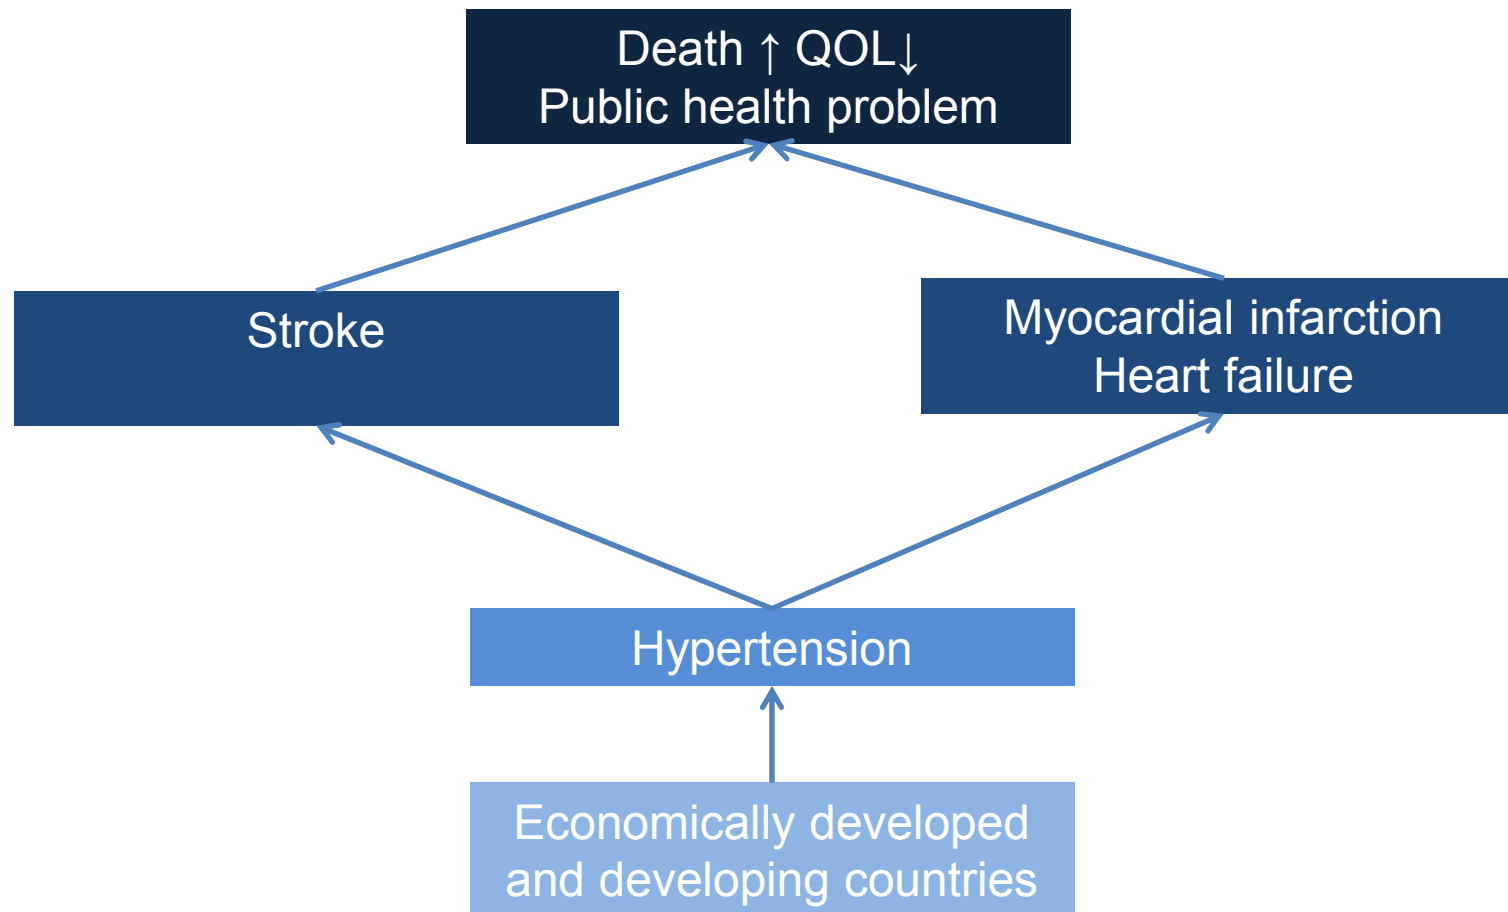 Death ↑ QOL↓
Public health problem
Stroke
Myocardial infarction
Heart failure
Hypertension
Economically developed
and developing countries